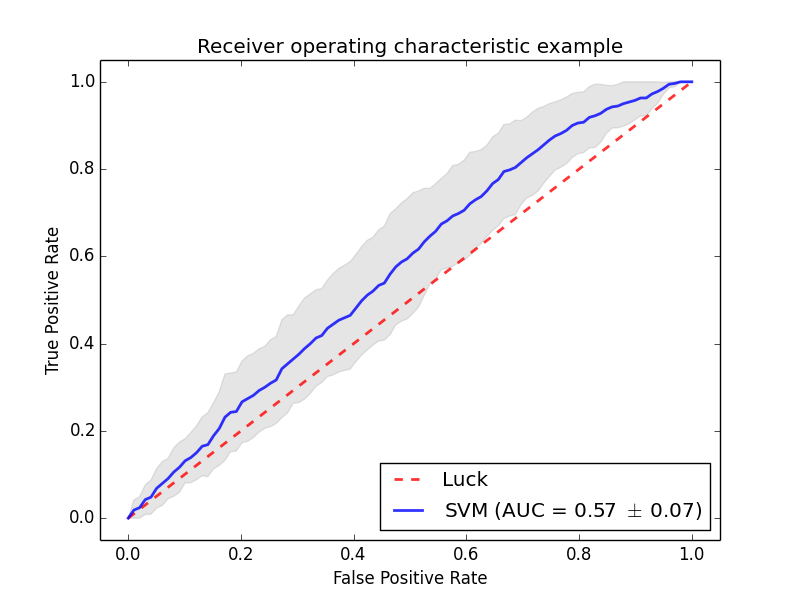 Receiver operating characteristic example
True Positive Rate
1.0
0.8
0.6
0.4
0.2
0.0
0.0 0.2 0.4 0.6 0.8 1.0
False Positive Rate
Luck
SVM (AUC = 0.57 ± 0.07)